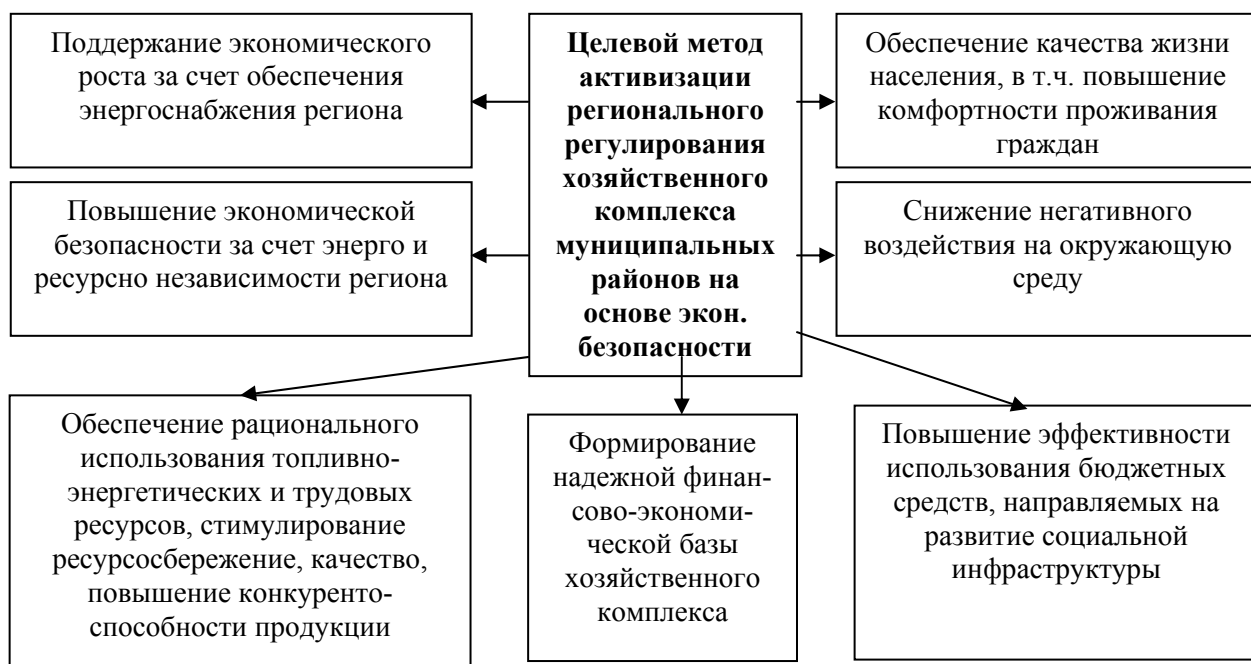 Поддержание экономического
роста за счет обеспечения
энергоснабжения региона
Целевой метод
активизации
регионального
регулирования
хозяйственного
комплекса
муниципальных
районов на
основе экон.
безопасности
Обеспечение качества жизни
населения, в т.ч. повышение
комфортности проживания
граждан
Повышение экономической
безопасности за счет энерго и
ресурсно независимости региона
Снижение негативного
воздействия на окружающую
среду
Обеспечение рационального
использования топливно-
энергетических и трудовых
ресурсов, стимулирование
ресурсосбережение, качество,
повышение конкуренто-
способности продукции
Формирование
надежной финан-
сово-экономи-
ческой базы
хозяйственного
комплекса
Повышение эффективности
использования бюджетных
средств, направляемых на
развитие социальной
инфраструктуры